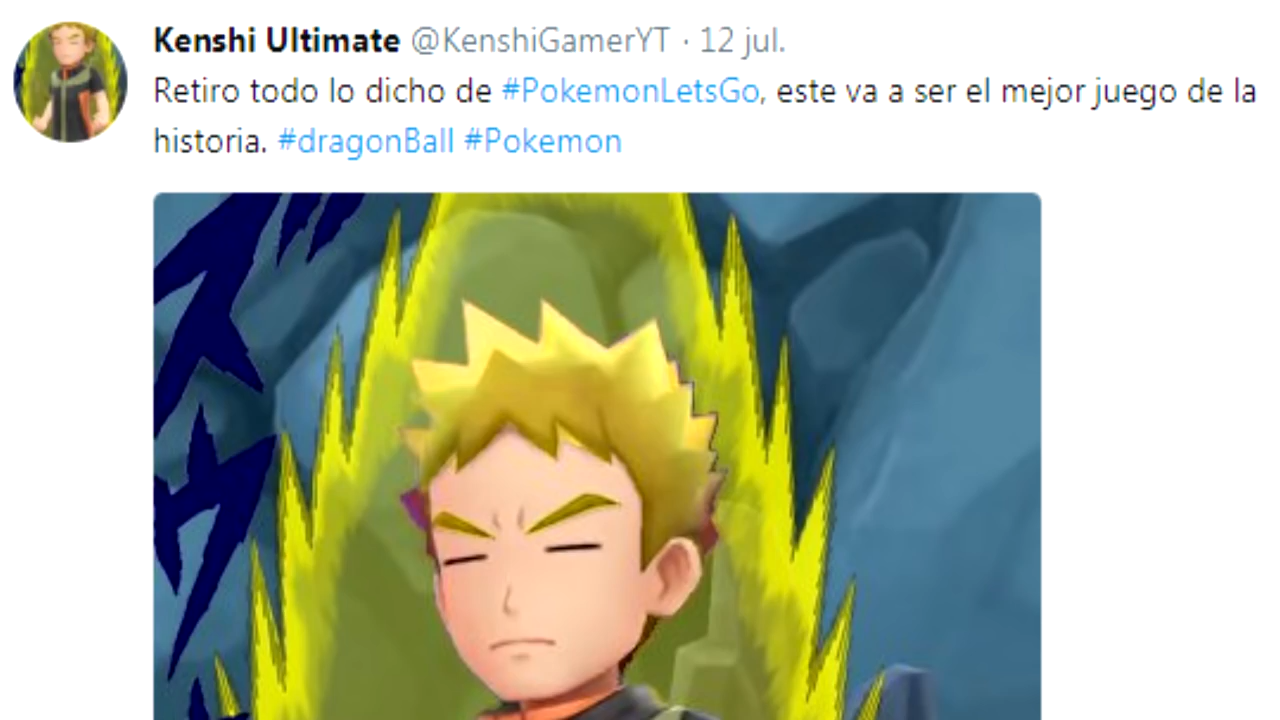 Kenshi Ultimate @KenshiGamerYT · 12 jul.
Retiro todo lo dicho de #PokemonLetsGo, este va a ser el mejor juego de la
historia. #dragonBall #Pokemon